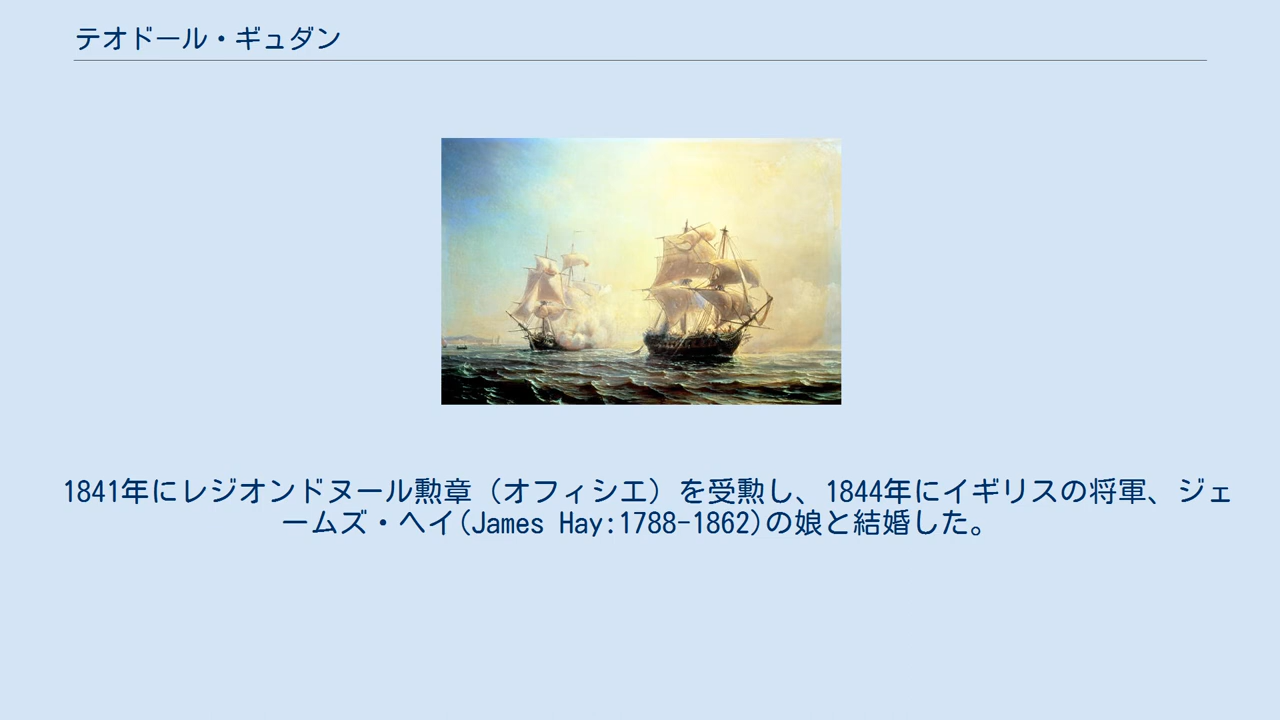 テオドール・ギュダン
1841年にレジオンドヌール勲章（オフィシエ）を受勲し、1844年にイギリスの将軍、ジェ
ームズ・ヘイ(James Hay:1788-1862)の娘と結婚した。